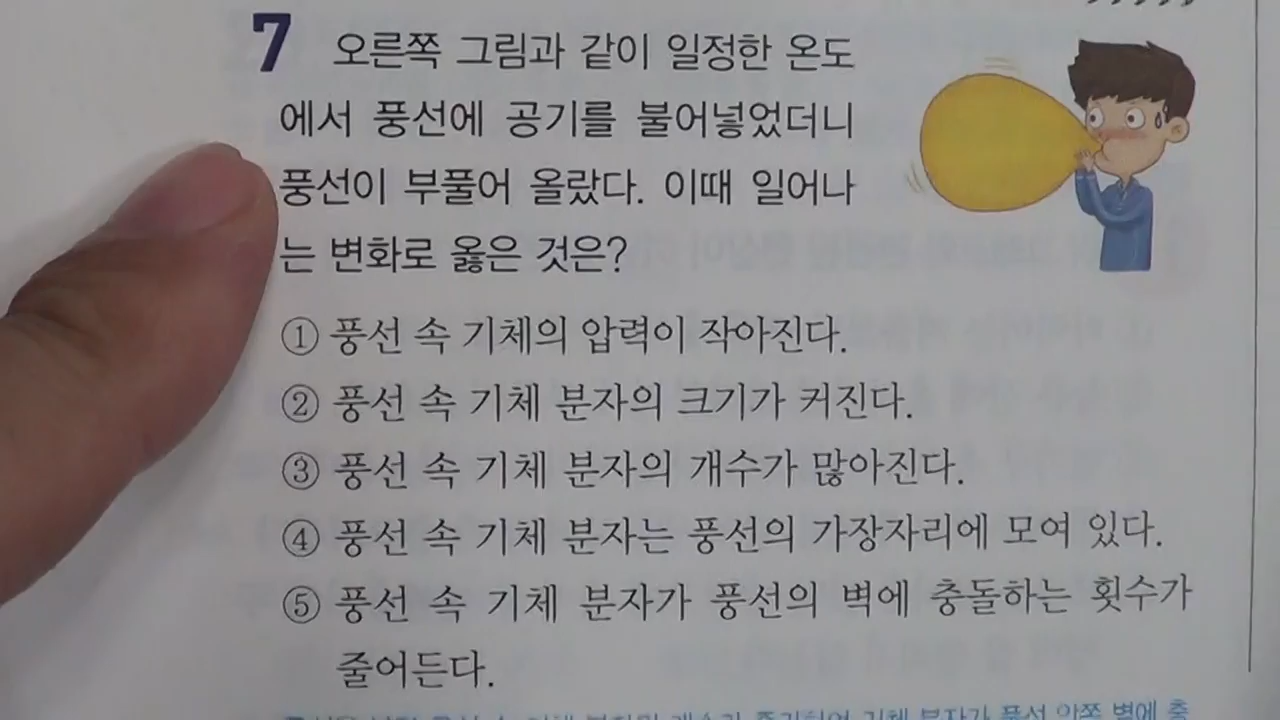 7 오른쪽 그림과 같이 일정한 온도
에서 풍선에 공기를 불어넣었더니
풍선이 부풀어 올랐다. 이때 일어나
는 변화로 옳은 것은?
① 풍선 속 기체의 압력이 작아진다.
② 풍선 속 기체 분자의 크기가 커진다.
③ 풍선 속 기체 분자의 개수가 많아진다.
④ 풍선 속 기체 분자는 풍선의 가장자리에 모여 있다.
⑤ 풍선 속 기체 분자가 풍선의 벽에 충돌하는 횟수가
줄어든다.